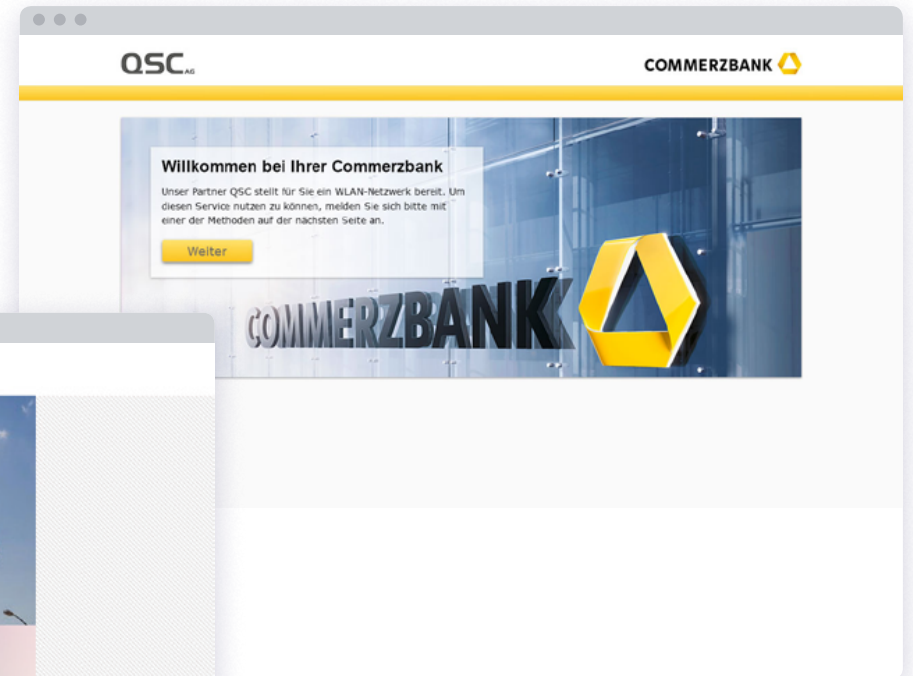 QSC AG
COMMERZBANK
Willkommen bei Ihrer Commerzbank
Unser Partner QSC stellt für Sie ein WLAN-Netzwerk bereit. Um
diesen Service nutzen zu können, melden Sie sich bitte mit
einer der Methoden auf der nächsten Seite an.
Weiter
COMMERZBANK